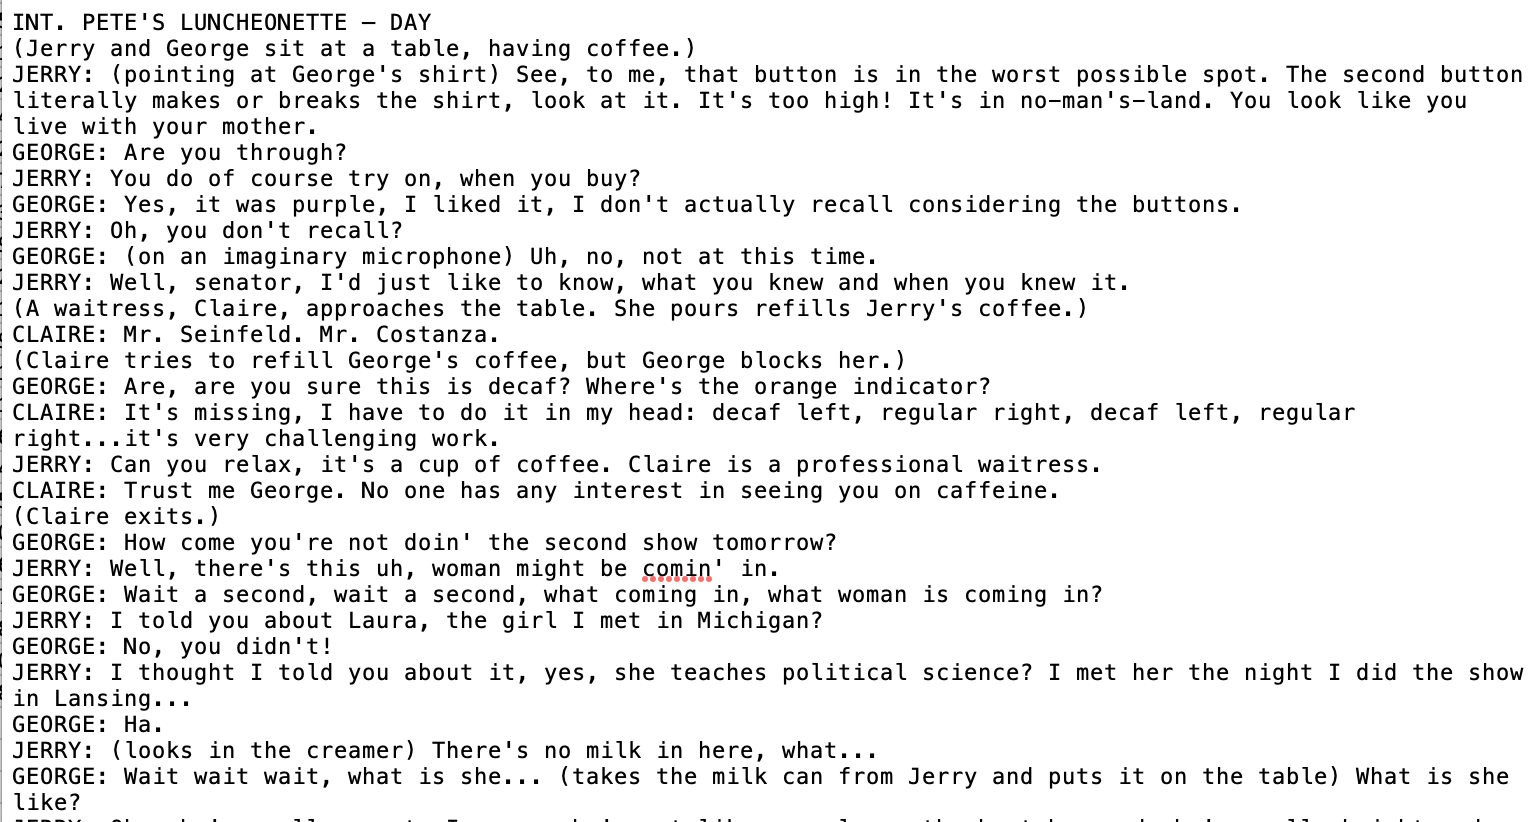 INT. PETE'S LUNCHEONETTE – DAY
(Jerry and George sit at a table, having coffee.)
JERRY: (pointing at George's shirt) See, to me, that button is in the worst possible spot. The second button
literally makes or breaks the shirt, look at it. It's too high! It's in no-man's-land. You look like you
live with your mother.
GEORGE: Are you through?
JERRY: You do of course try on, when you buy?
GEORGE: Yes, it was purple, I liked it, I don't actually recall considering the buttons.
JERRY: Oh, you don't recall?
GEORGE: (on an imaginary microphone) Uh, no, not at this time.
JERRY: Well, senator, I'd just like to know, what you knew and when you knew it.
(A waitress, Claire, approaches the table. She pours refills Jerry's coffee.)
CLAIRE: Mr. Seinfeld. Mr. Costanza.
(Claire tries to refill George's coffee, but George blocks her.)
GEORGE: Are, are you sure this is decaf? Where's the orange indicator?
CLAIRE: It's missing, I have to do it in my head: decaf left, regular right, decaf left, regular
right...it's very challenging work.
JERRY: Can you relax, it's a cup of coffee. Claire is a professional waitress.
CLAIRE: Trust me George. No one has any interest in seeing you on caffeine.
(Claire exits.)
GEORGE: How come you're not doin' the second show tomorrow?
JERRY: Well, there's this uh, woman might be comin' in.
GEORGE: Wait a second, wait a second, what coming in, what woman is coming in?
JERRY: I told you about Laura, the girl I met in Michigan?
GEORGE: No, you didn't!
JERRY: I thought I told you about it, yes, she teaches political science? I met her the night I did the show
in Lansing...
GEORGE: Ha.
JERRY: (looks in the creamer) There's no milk in here, what...
GEORGE: Wait wait wait, what is she... (takes the milk can from Jerry and puts it on the table) What is she
like?